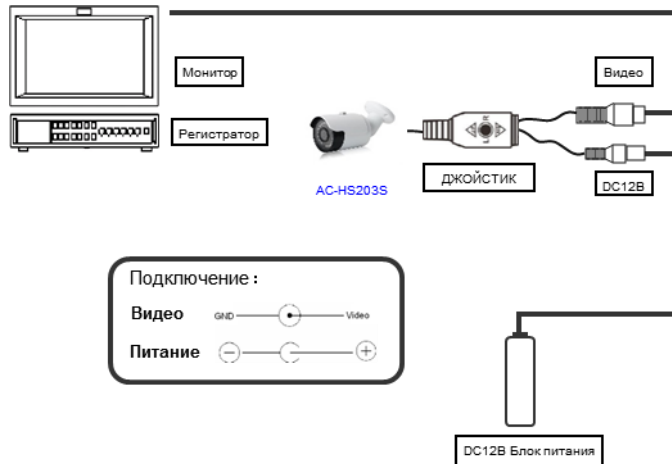 Монитор
Видео
Регистратор
ДЖОЙСТИК
AC-HS203S
DC12В
Подключение :
Видео GND Video
Питание
DC12В Блок питания